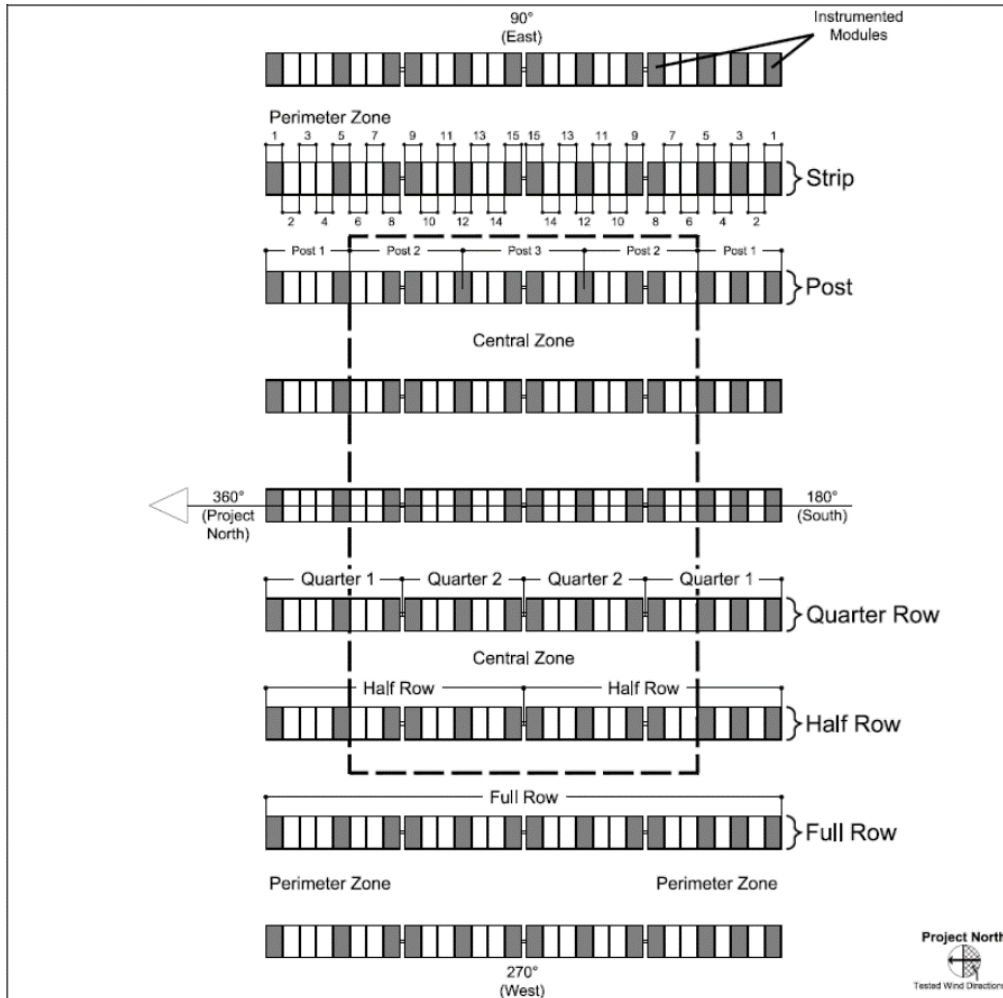 90°
(East)
Instrumented
Modules
Perimeter Zone
1 3 5 7 9 11 13 15 15 13 11 9 7 5 3 1
Strip
2 4 6 8 10 12 14 14 12 10 8 6 4 2
Post 1 Post 2 Post 3 Post 2 Post 1
Post
Central Zone
360°
(Project
North)
180°
(South)
Quarter 1 Quarter 2 Quarter 2 Quarter 1
Quarter Row
Central Zone
Half Row Half Row
Half Row
Full Row
Full Row
Perimeter Zone Perimeter Zone
270°
(West)
Project North
Tested Wind Directions